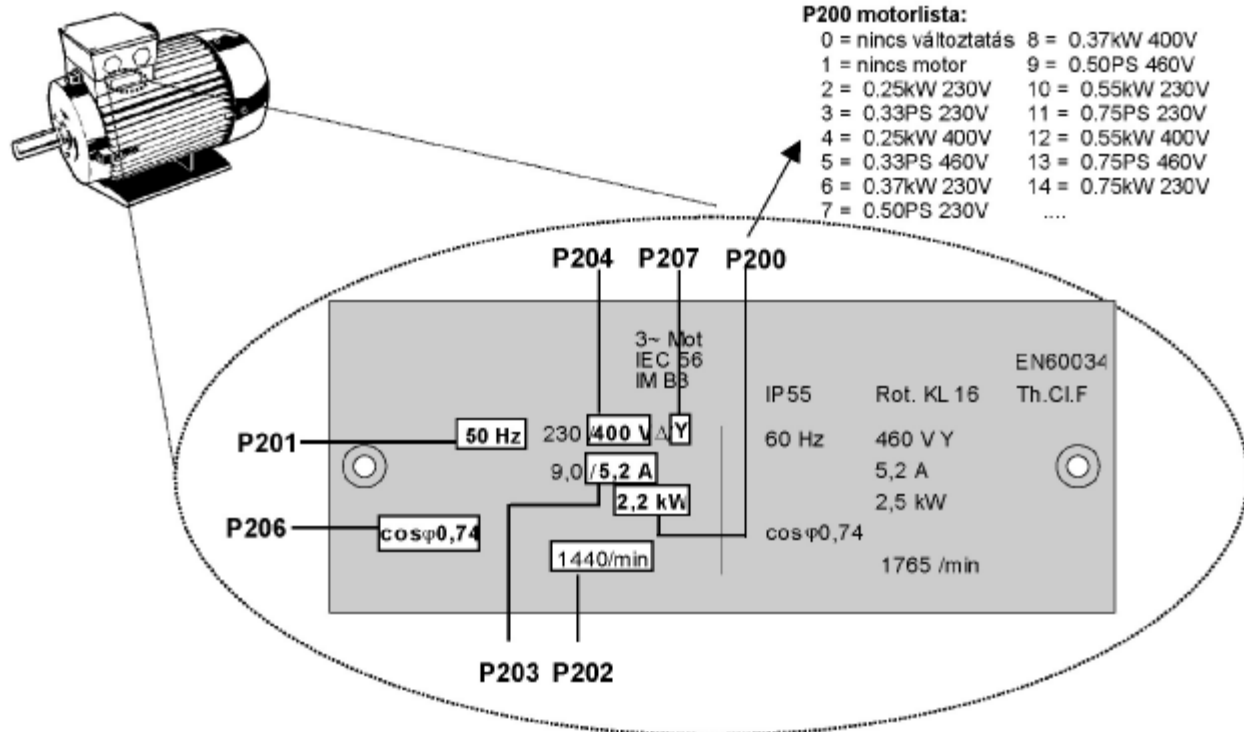 P200 motorlista:
0 = nincs változtatás 8 = 0.37kW 400V
1 = nincs motor 9 = 0.50PS 460V
2 = 0.25kW 230V 10 = 0.55kW 230V
3 = 0.33PS 230V 11 = 0.75PS 230V
4 = 0.25kW 400V 12 = 0.55kW 400V
5 = 0.33PS 460V 13 = 0.75PS 460V
6 = 0.37kW 230V 14 = 0.75kW 230V
7 = 0.50PS 230V ....
P204 P207 P200
3~ Mot
IEC 56
IM B3
EN60034
IP55 Rot. KL 16 Th.Cl.F
P201 50 Hz 230 /400 V Δ/Y 60 Hz 460 V Y
9,0 /5,2 A 5,2 A
2,2 kW 2,5 kW
P206 cosφ0,74 cosφ0,74
1440/min 1765 /min
P203 P202